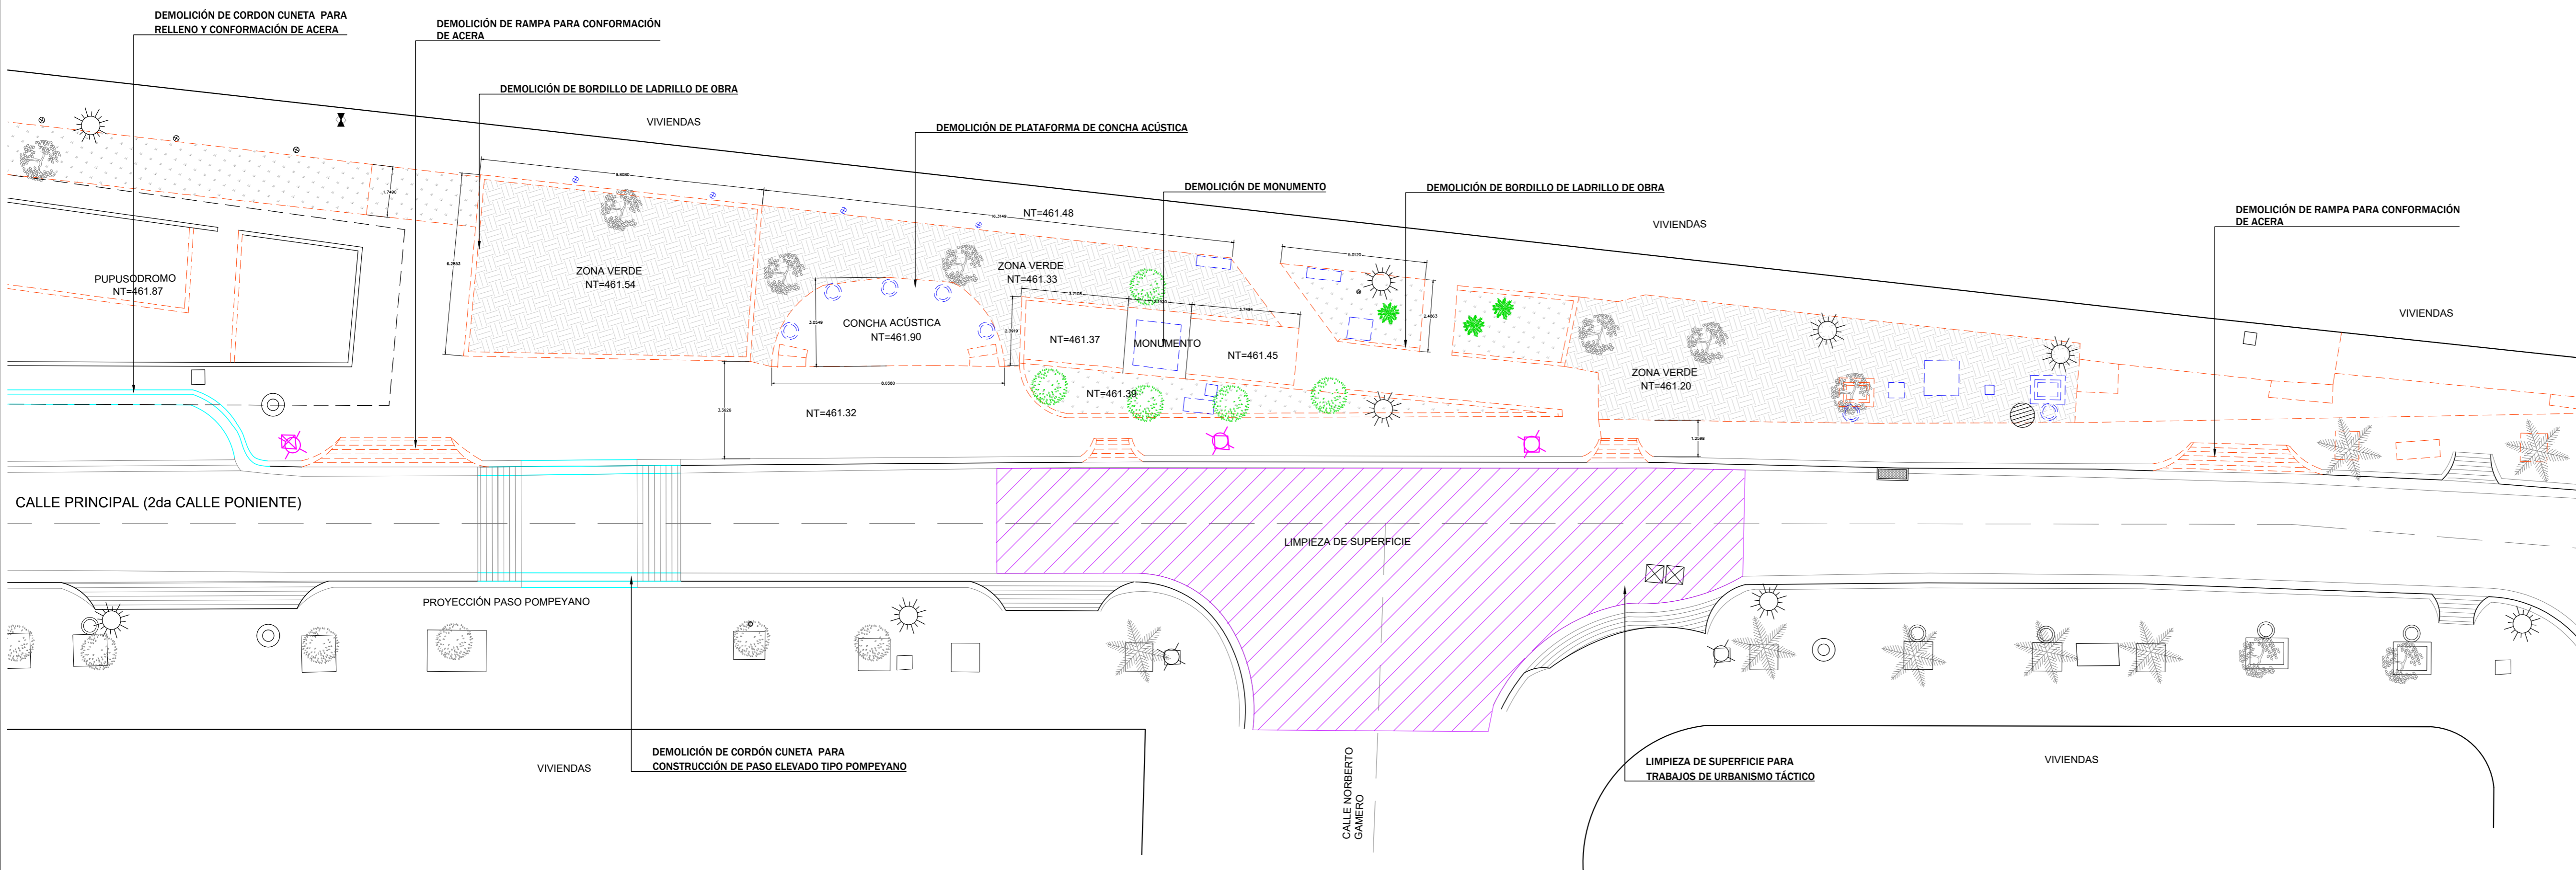 DEMOLICIÓN DE CORDON CUNETA PARA
RELLENO Y CONFORMACIÓN DE ACERA
DEMOLICIÓN DE RAMPA PARA CONFORMACIÓN
DE ACERA
DEMOLICIÓN DE BORDILLO DE LADRILLO DE OBRA
VIVIENDAS
DEMOLICIÓN DE PLATAFORMA DE CONCHA ACÚSTICA
DEMOLICIÓN DE MONUMENTO
DEMOLICIÓN DE BORDILLO DE LADRILLO DE OBRA
VIVIENDAS
DEMOLICIÓN DE RAMPA PARA CONFORMACIÓN
DE ACERA
VIVIENDAS
NT=461.48
PUPUSODROMO
NT=461.87
ZONA VERDE
NT=461.54
ZONA VERDE
NT=461.33
CONCHA ACÚSTICA
NT=461.90
NT=461.37
MONUMENTO
NT=461.45
NT=461.39
NT=461.32
ZONA VERDE
NT=461.20
CALLE PRINCIPAL (2da CALLE PONIENTE)
LIMPIEZA DE SUPERFICIE
PROYECCIÓN PASO POMPEYANO
VIVIENDAS
DEMOLICIÓN DE CORDÓN CUNETA PARA
CONSTRUCCIÓN DE PASO ELEVADO TIPO POMPEYANO
CALLE NORBERTO
GAMERO
LIMPIEZA DE SUPERFICIE PARA
TRABAJOS DE URBANISMO TÁCTICO
VIVIENDAS